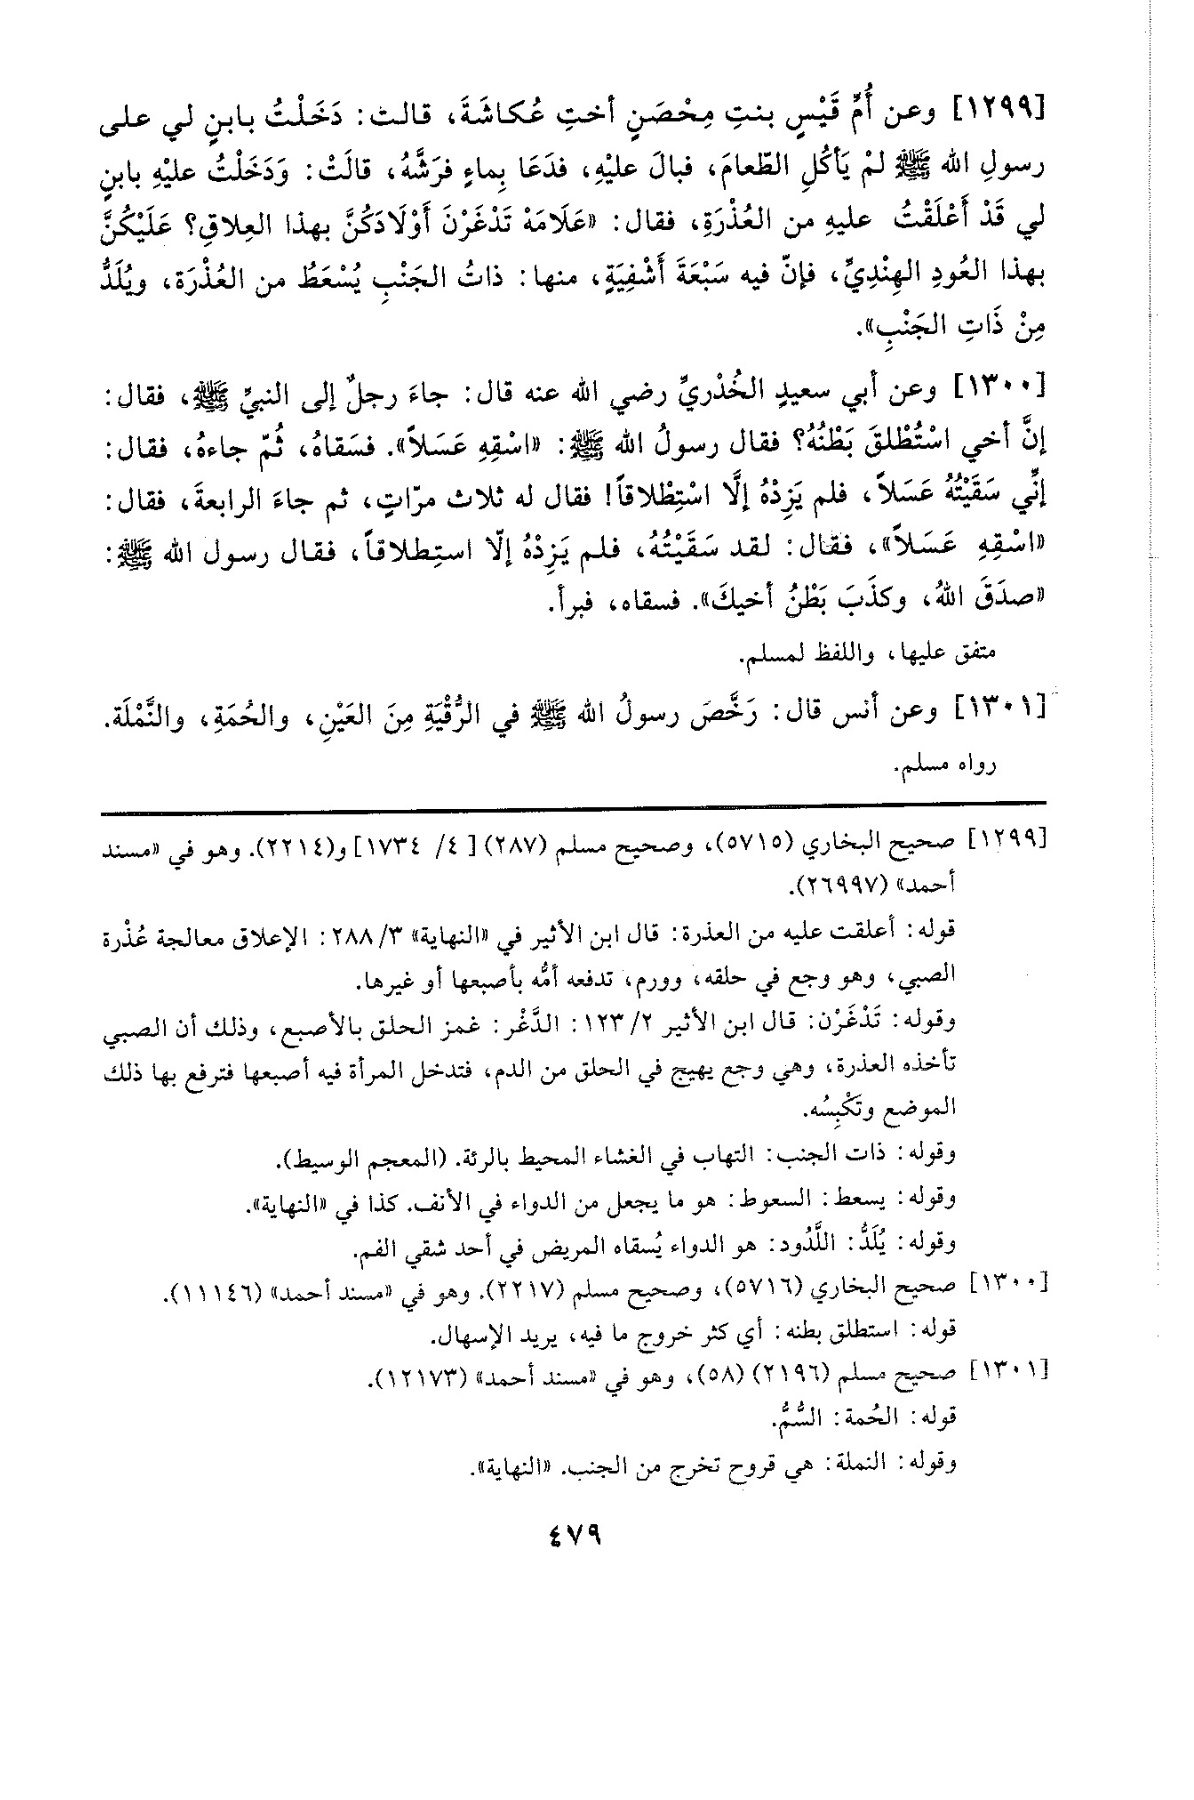 [١٢٩٩] وعن أُمِّ قَيْسٍ بنتِ مِحْصَنٍ أختِ عُكاشَةَ، قالت: دَخَلْتُ بابنٍ لي على
رسولِ الله ﷺ لمْ يَأكُلِ الطّعامَ، فبالَ عليْهِ، فدَعَا بِماءٍ فرَشَّهُ، قالَتْ: وَدَخَلْتُ عليْهِ بابنٍ
لي قَدْ أَعْلَقْتُ عليهِ من العُذْرَةِ، فقال: «عَلَامَهْ تَدْغَرْنَ أَوْلَادَكُنَّ بهذا العِلاقِ؟ عَلَيْكُنَّ
بهذا العُودِ الهِنْدِيِّ، فإنّ فيه سَبْعَةَ أَشْفِيَةٍ، منها: ذاتُ الجَنْبِ يُسْعَطُ من العُذْرَة، ويُلَدُّ
مِنْ ذَاتِ الجَنْبِ».
[١٣٠٠] وعن أبي سعيدٍ الخُدْريِّ رضي الله عنه قال: جاءَ رجلٌ إلى النبيِّ ﷺ، فقال:
إنَّ أخي اسْتُطْلقَ بَطْنُهُ؟ فقال رسولُ الله ﷺ: «اسْقِهِ عَسَلاً». فسَقاهُ، ثُمّ جاءهُ، فقال:
إنِّي سَقَيْتُهُ عَسَلاً، فلم يَزِدْهُ إلَّا اسْتِطْلاقاً! فقال له ثلاث مرّاتٍ، ثم جاءَ الرابعةَ، فقال:
«اسْقِهِ عَسَلاً»، فقال: لقد سَقَيْتُهُ، فلم يَزِدْهُ إلّا استِطلاقاً، فقال رسول الله ﷺ:
«صدَقَ اللهُ، وكذَبَ بَطْنُ أخيكَ». فسقاه، فبرأ.
متفق عليها، واللفظ لمسلم.
[١٣٠١] وعن أنس قال: رَخَّصَ رسولُ الله ﷺ في الرُّقْيَةِ مِنَ العَيْنِ، والحُمَةِ، والنَّمْلَة.
رواه مسلم.
[١٢٩٩] صحيح البخاري (٥٧١٥)، وصحيح مسلم (٢٨٧) [٤/ ١٧٣٤] و(٢٢١٤). وهو في «مسند
أحمد» (٢٦٩٩٧).
قوله: أعلقت عليه من العذرة: قال ابن الأثير في «النهاية» ٢٨٨/٣: الإعلاق معالجة عُذْرة
الصبي، وهو وجع في حلقه، وورم، تدفعه أمُّه بأصبعها أو غيرها.
وقوله: تَدْغَرْن: قال ابن الأثير ١٢٣/٢: الدَّغْر: غمز الحلق بالأصبع، وذلك أن الصبي
تأخذه العذرة، وهي وجع يهيج في الحلق من الدم، فتدخل المرأة فيه أصبعها فترفع بها ذلك
الموضع وتَكْبِسُه.
وقوله: ذات الجنب: التهاب في الغشاء المحيط بالرئة. (المعجم الوسيط).
وقوله: يسعط: السعوط: هو ما يجعل من الدواء في الأنف. كذا في «النهاية».
وقوله: يُلَدُّ: اللَّدُود: هو الدواء يُسقاه المريض في أحد شقي الفم.
[١٣٠٠] صحيح البخاري (٥٧١٦)، وصحيح مسلم (٢٢١٧). وهو في «مسند أحمد» (١١١٤٦).
قوله: استطلق بطنه: أي كثر خروج ما فيه، يريد الإسهال.
[١٣٠١] صحيح مسلم (٢١٩٦) (٥٨)، وهو في «مسند أحمد» (١٢١٧٣).
قوله: الحُمة: السُّمُّ.
وقوله: النملة: هي قروح تخرج من الجنب. «النهاية».
٤٧٩